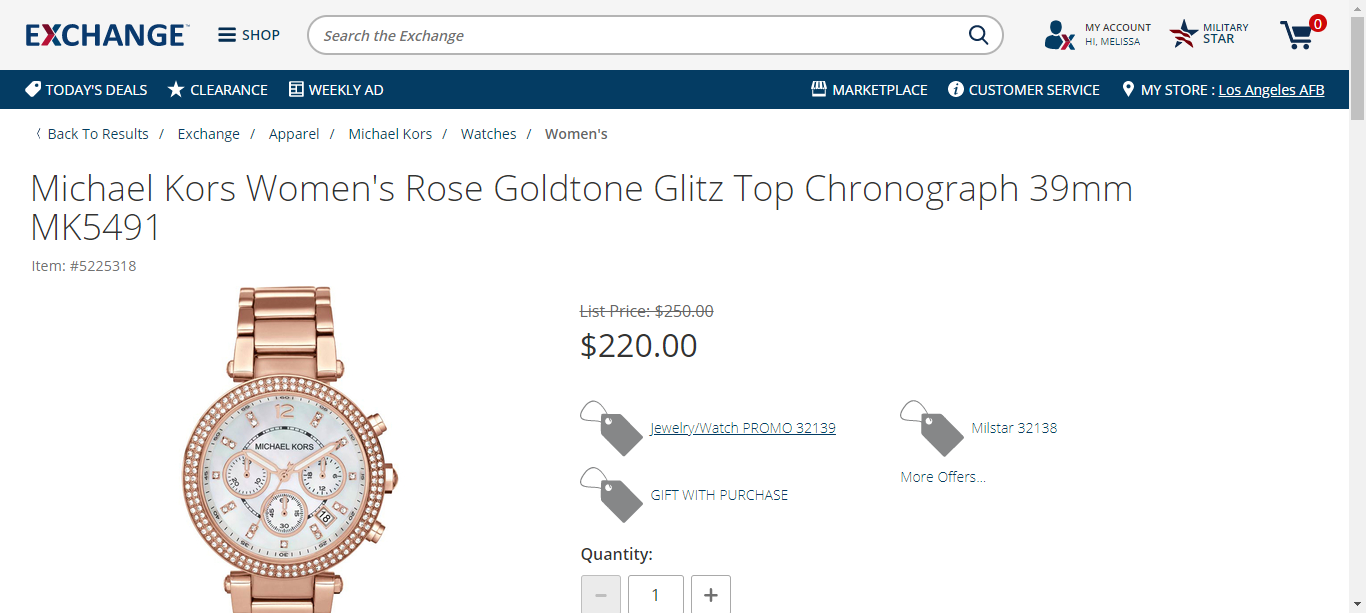 EXCHANGE
SHOP
Search the Exchange
MY ACCOUNT
HI, MELISSA
MILITARY
STAR
0
TODAY'S DEALS
CLEARANCE
WEEKLY AD
MARKETPLACE
CUSTOMER SERVICE
MY STORE : Los Angeles AFB
〈 Back To Results / Exchange / Apparel / Michael Kors / Watches / Women's
Michael Kors Women's Rose Goldtone Glitz Top Chronograph 39mm
MK5491
Item: #5225318
List Price: $250.00
$220.00
12
MICHAEL KORS
18
30
Jewelry/Watch PROMO 32139
Milstar 32138
More Offers...
GIFT WITH PURCHASE
Quantity:
− 1 +